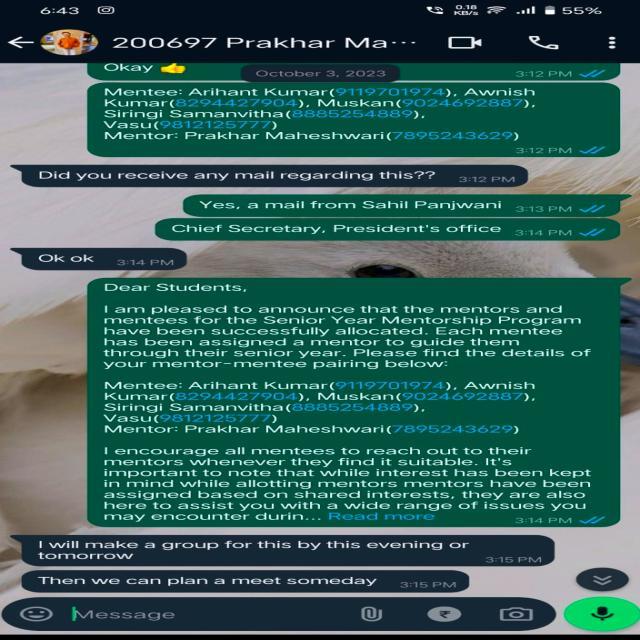 6:43
0.18
KB/s
55%
200697 Prakhar Ma···
Okay 👍
3:12 PM
October 3, 2023
Mentee: Arihant Kumar(9119701974), Awnish
Kumar(8294427904), Muskan(9024692887),
Siringi Samanvitha(8885254889),
Vasu(9812125777)
Mentor: Prakhar Maheshwari(7895243629)
3:12 PM
Did you receive any mail regarding this??
3:12 PM
Yes, a mail from Sahil Panjwani
3:13 PM
Chief Secretary, President's office
3:14 PM
Ok ok
3:14 PM
Dear Students,
I am pleased to announce that the mentors and
mentees for the Senior Year Mentorship Program
have been successfully allocated. Each mentee
has been assigned a mentor to guide them
through their senior year. Please find the details of
your mentor-mentee pairing below:
Mentee: Arihant Kumar(9119701974), Awnish
Kumar(8294427904), Muskan(9024692887),
Siringi Samanvitha(8885254889),
Vasu(9812125777)
Mentor: Prakhar Maheshwari(7895243629)
I encourage all mentees to reach out to their
mentors whenever they find it suitable. It's
important to note that while interest has been kept
in mind while allotting mentors mentors have been
assigned based on shared interests, they are also
here to assist you with a wide range of issues you
may encounter durin... Read more
3:14 PM
I will make a group for this by this evening or
tomorrow
3:15 PM
Then we can plan a meet someday
3:15 PM
Message